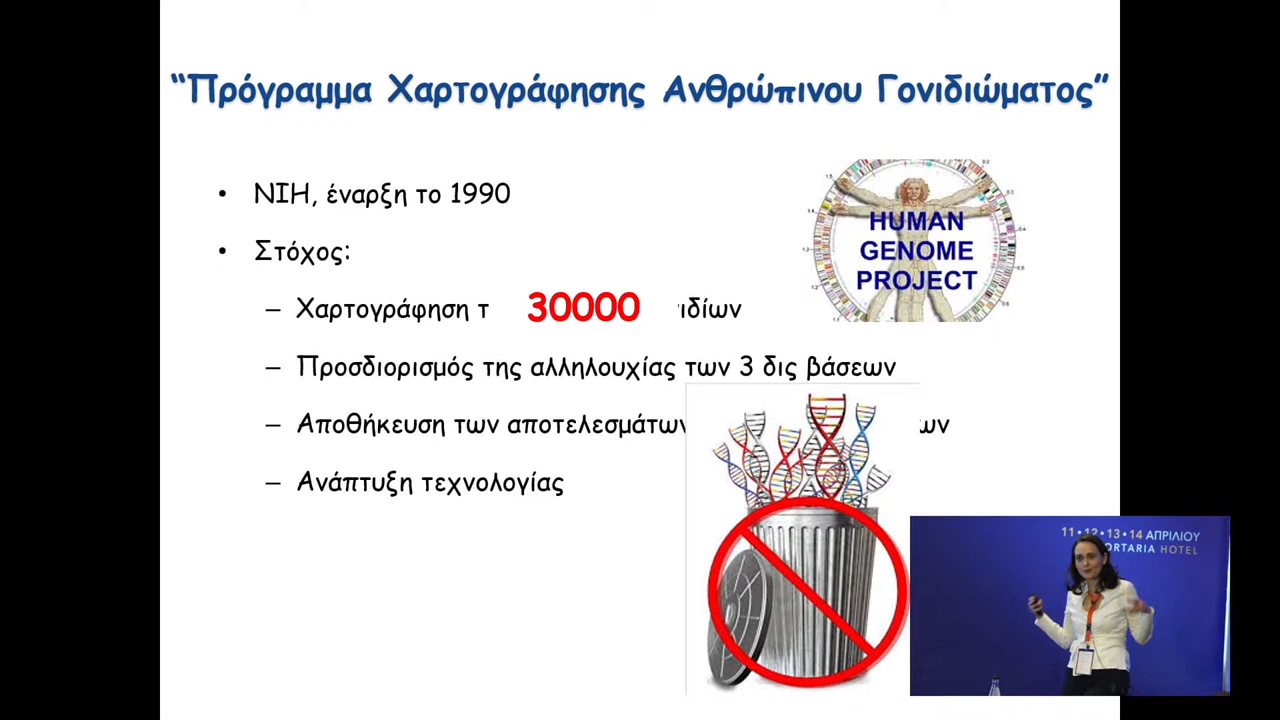 “Πρόγραμμα Χαρτογράφησης Ανθρώπινου Γονιδιώματος”
• NIH, έναρξη το 1990
• Στόχος:
– Χαρτογράφηση τ 30000 ιδίων
– Προσδιορισμός της αλληλουχίας των 3 δις βάσεων
– Αποθήκευση των αποτελεσμάτων ων
– Ανάπτυξη τεχνολογίας
HUMAN
GENOME
PROJECT
11•12•13•14 ΑΠΡΙΛΙΟΥ
ORTARIA HOTEL